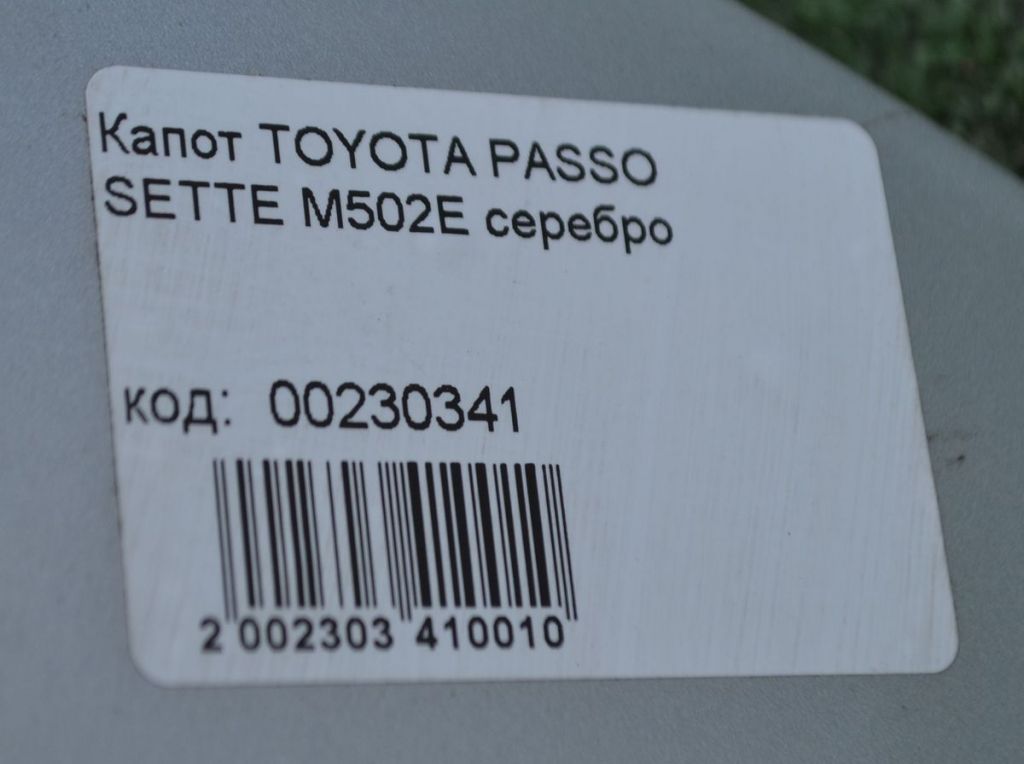 Капот TOYOTA PASSO
SETTE M502E серебро
код: 00230341
2 002303 410010